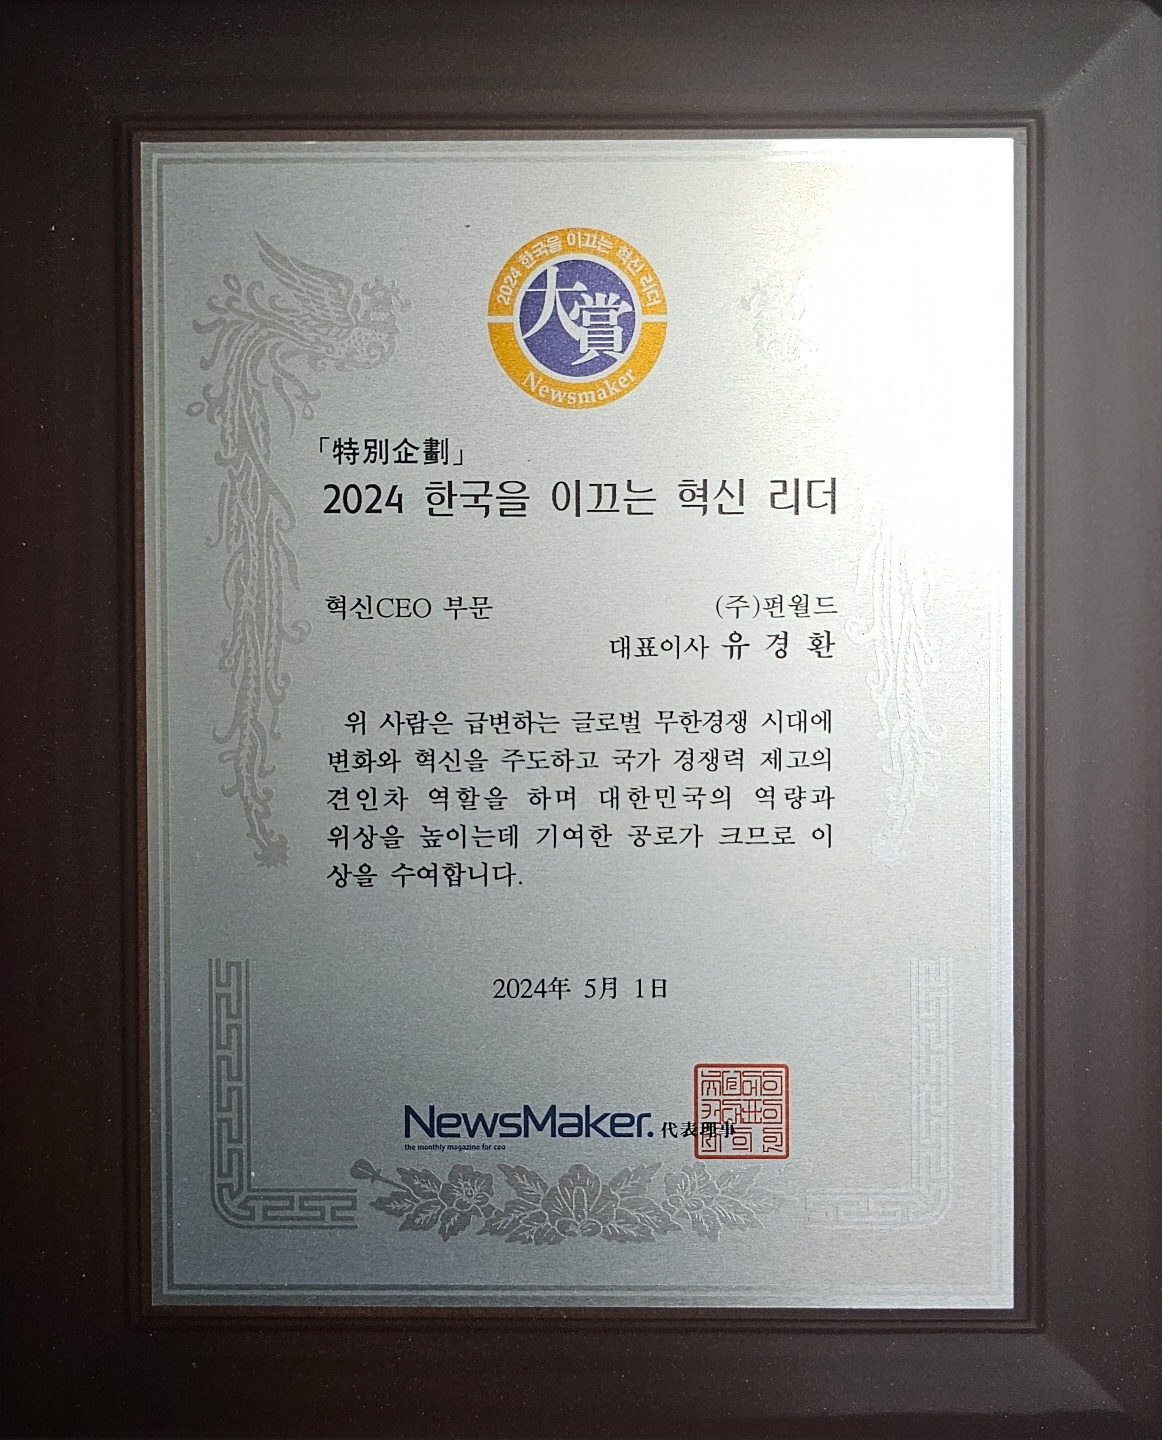 2024 한국을 이끄는 혁신 리더
大賞
Newsmaker
「特別企劃」
2024 한국을 이끄는 혁신 리더
혁신CEO 부문
(주)펀월드
대표이사 유 경 환
위 사람은 급변하는 글로벌 무한경쟁 시대에
변화와 혁신을 주도하고 국가 경쟁력 제고의
견인차 역할을 하며 대한민국의 역량과
위상을 높이는데 기여한 공로가 크므로 이
상을 수여합니다.
2024年 5月 1日
NewsMaker. 代表理事
the monthly magazine for ceo